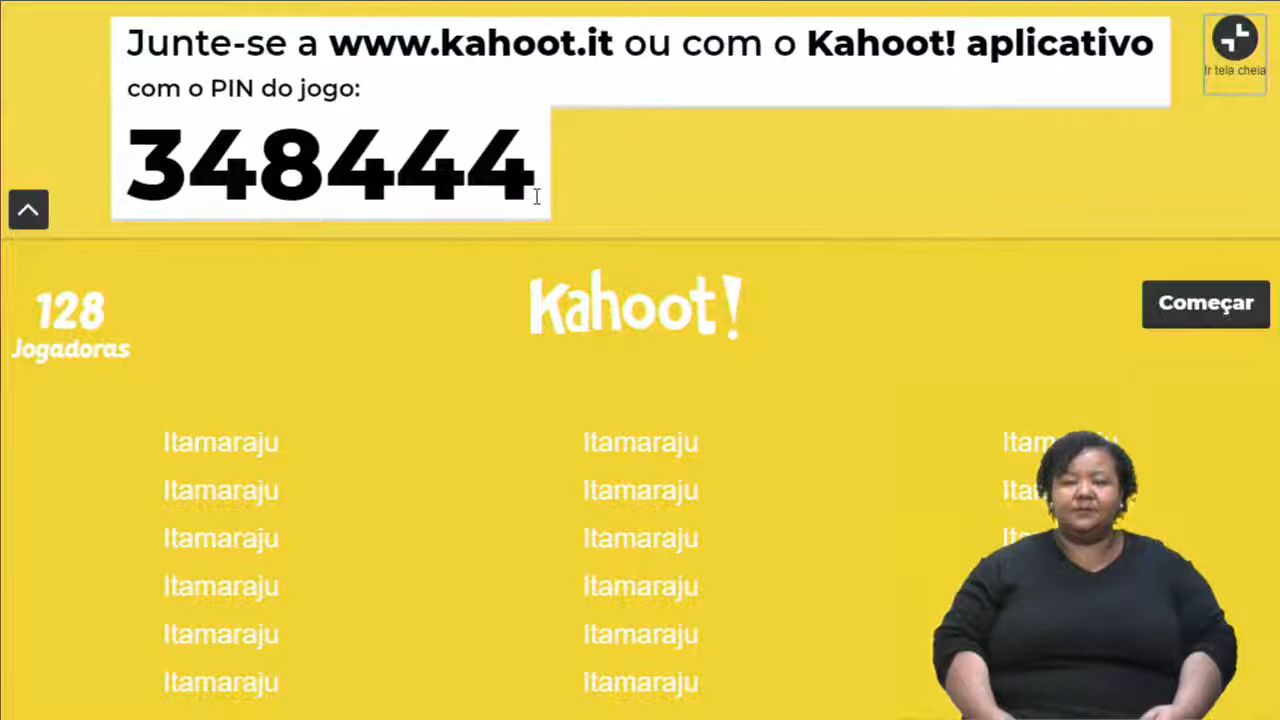 Junte-se a www.kahoot.it ou com o Kahoot! aplicativo
com o PIN do jogo:
Ir tela cheia
348444
128
Jogadoras
Kahoot!
Começar
Itamaraju Itamaraju
Itamaraju Itamaraju
Itamaraju Itamaraju
Itamaraju Itamaraju
Itamaraju Itamaraju
Itamaraju Itamaraju